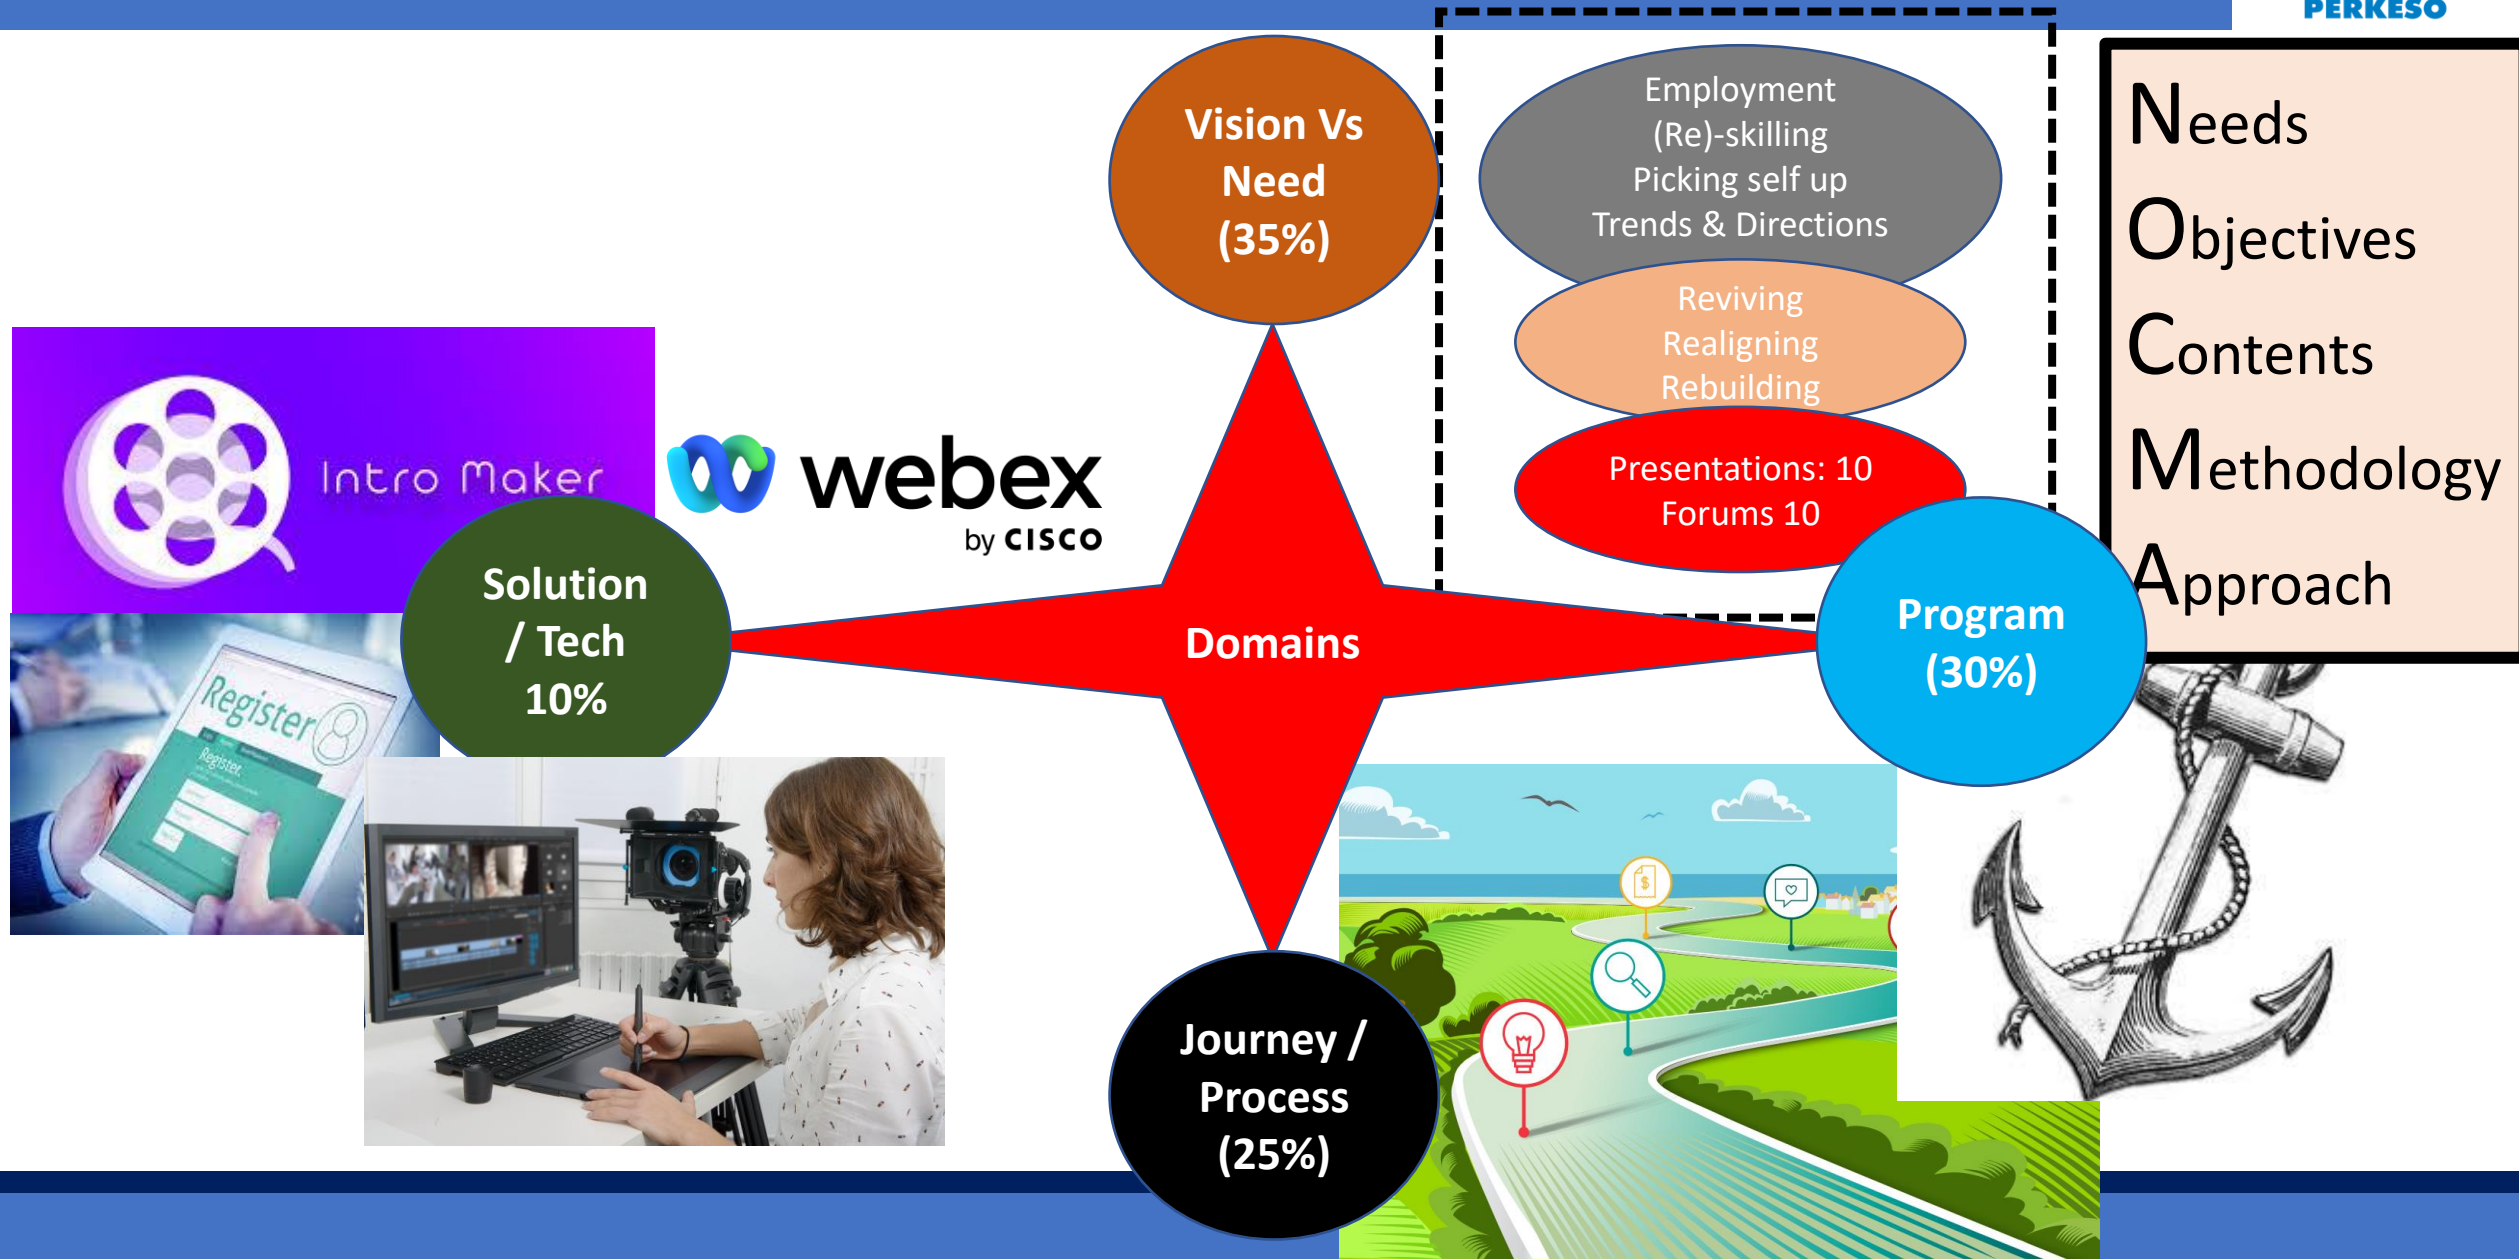 PERKESO
Vision Vs
Need
(35%)
Employment
(Re)-skilling
Picking self up
Trends & Directions
Reviving
Realigning
Rebuilding
Presentations: 10
Forums 10
Needs
Objectives
Contents
Methodology
Approach
Intro Maker
webex
by CISCO
Solution
/ Tech
10%
Register
Register
Domains
Program
(30%)
Journey /
Process
(25%)